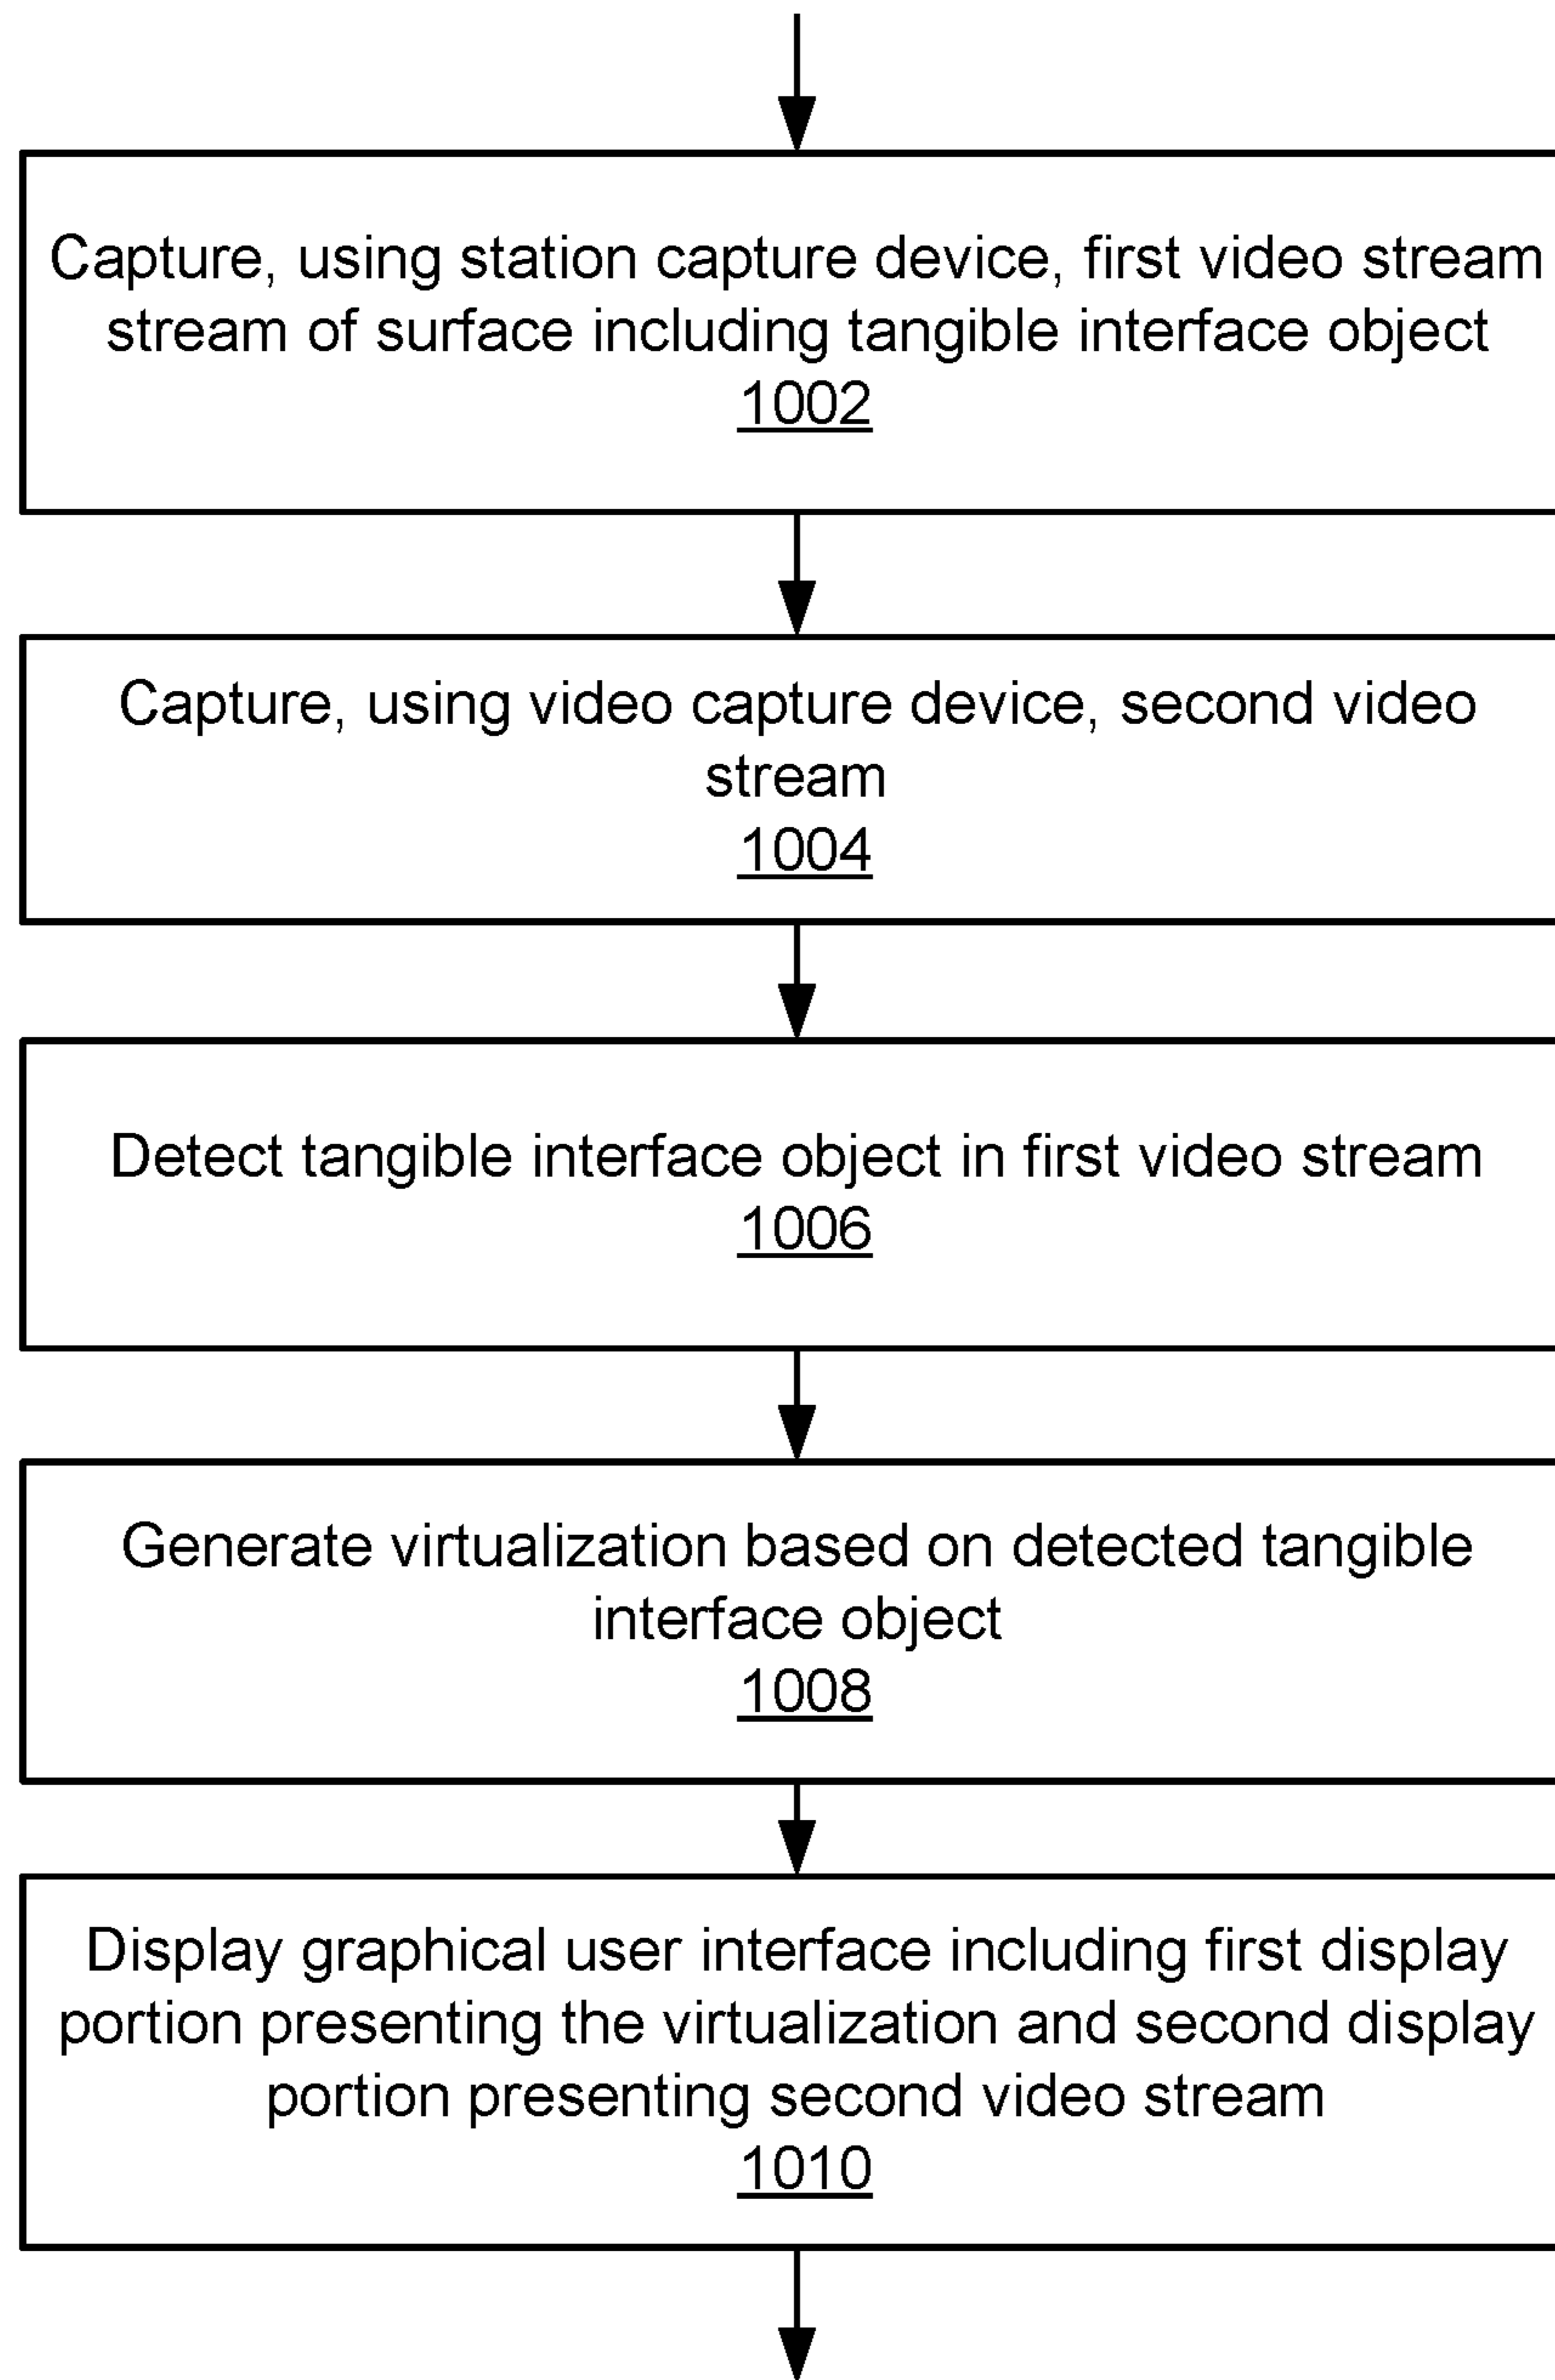 Capture, using station capture device, first video stream
stream of surface including tangible interface object
1002
Capture, using video capture device, second video
stream
1004
Detect tangible interface object in first video stream
1006
Generate virtualization based on detected tangible
interface object
1008
Display graphical user interface including first display
portion presenting the virtualization and second display
portion presenting second video stream
1010